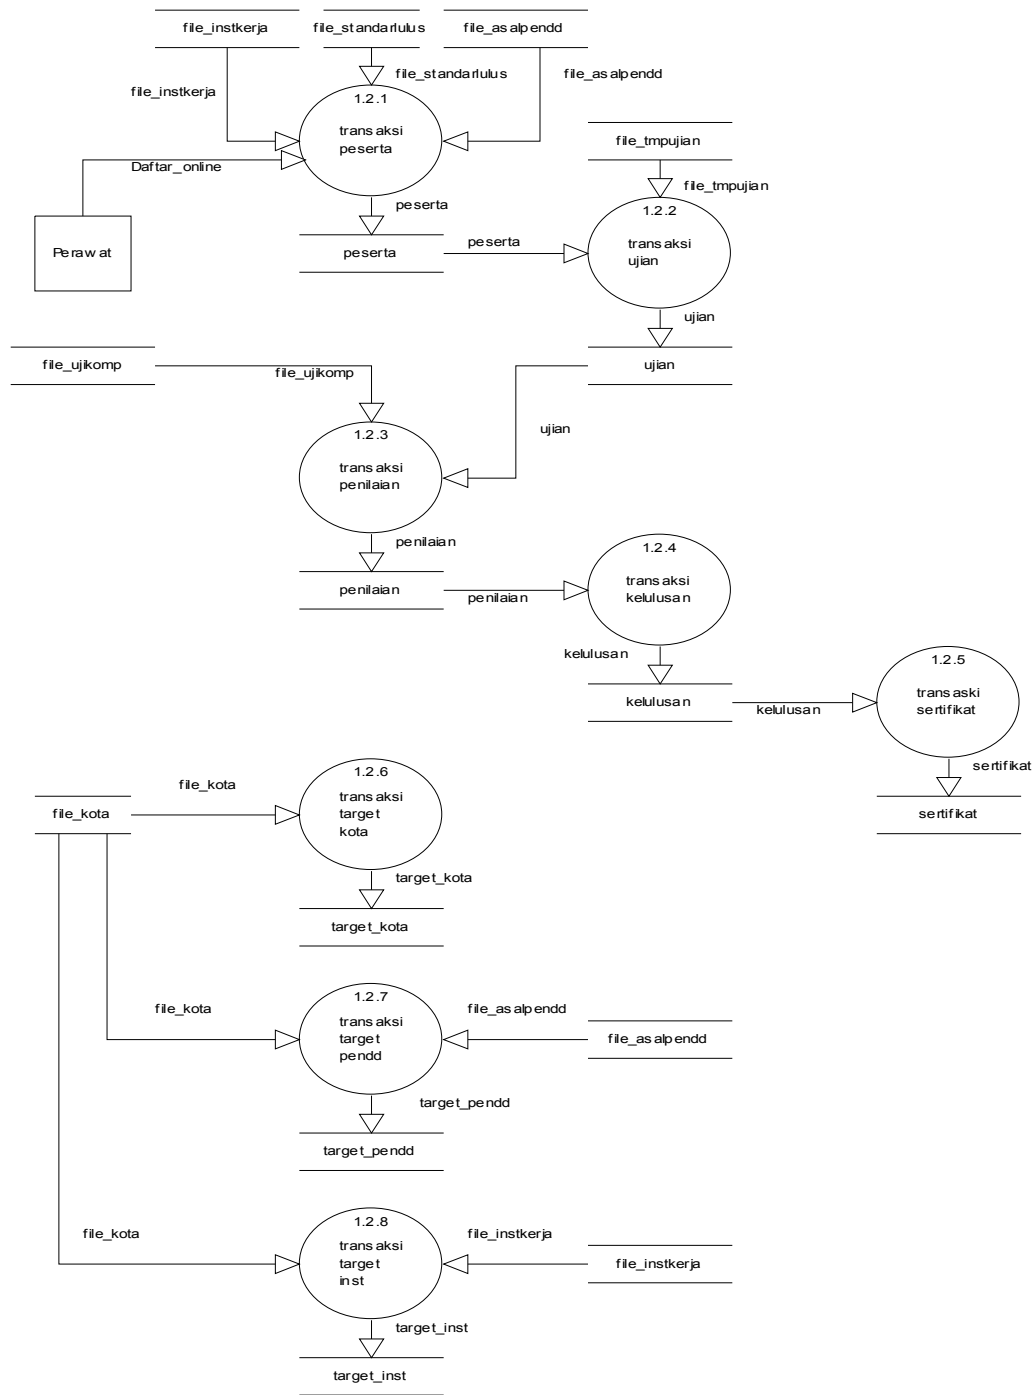 file_instkerja
file_standarlulus
file_asalpendd
file_standarlulus
file_asalpendd
file_instkerja
1.2.1
transaksi
peserta
file_tmpujian
Daftar_online
file_tmpujian
peserta
1.2.2
transaksi
ujian
Perawat
peserta
peserta
ujian
file_ujikomp
file_ujikomp
ujian
ujian
1.2.3
transaksi
penilaian
penilaian
1.2.4
transaksi
kelulusan
penilaian
penilaian
kelulusan
1.2.5
transaski
sertifikat
kelulusan
kelulusan
sertifikat
sertifikat
file_kota
file_kota
1.2.6
transaksi
target
kota
target_kota
target_kota
file_kota
1.2.7
transaksi
target
pendd
file_asalpendd
file_asalpendd
target_pendd
target_pendd
file_kota
1.2.8
transaksi
target
inst
file_instkerja
file_instkerja
target_inst
target_inst